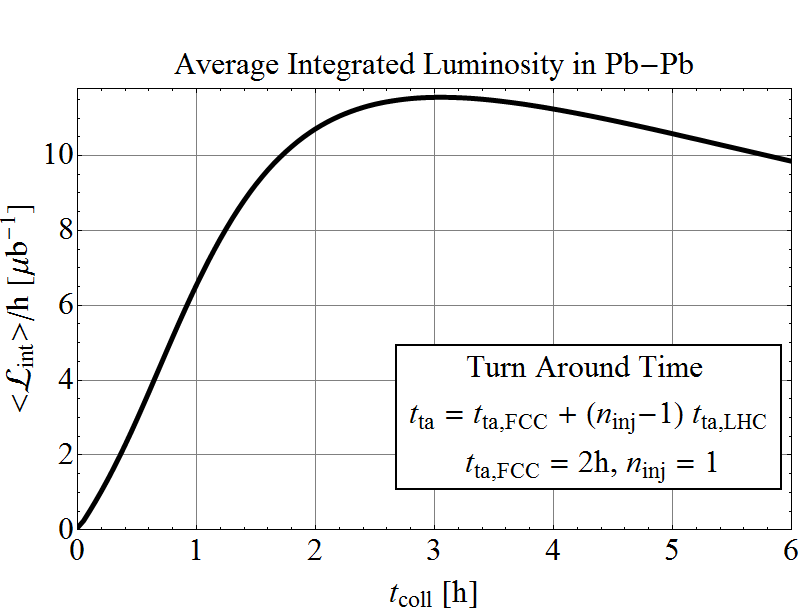 Average Integrated Luminosity in Pb−Pb
<ℒint>/h [μb⁻¹]
10
8
6
4
2
0
Turn Around Time
tta = tta,FCC + (ninj−1) tta,LHC
tta,FCC = 2h, ninj = 1
0 1 2 3 4 5 6
tcoll [h]